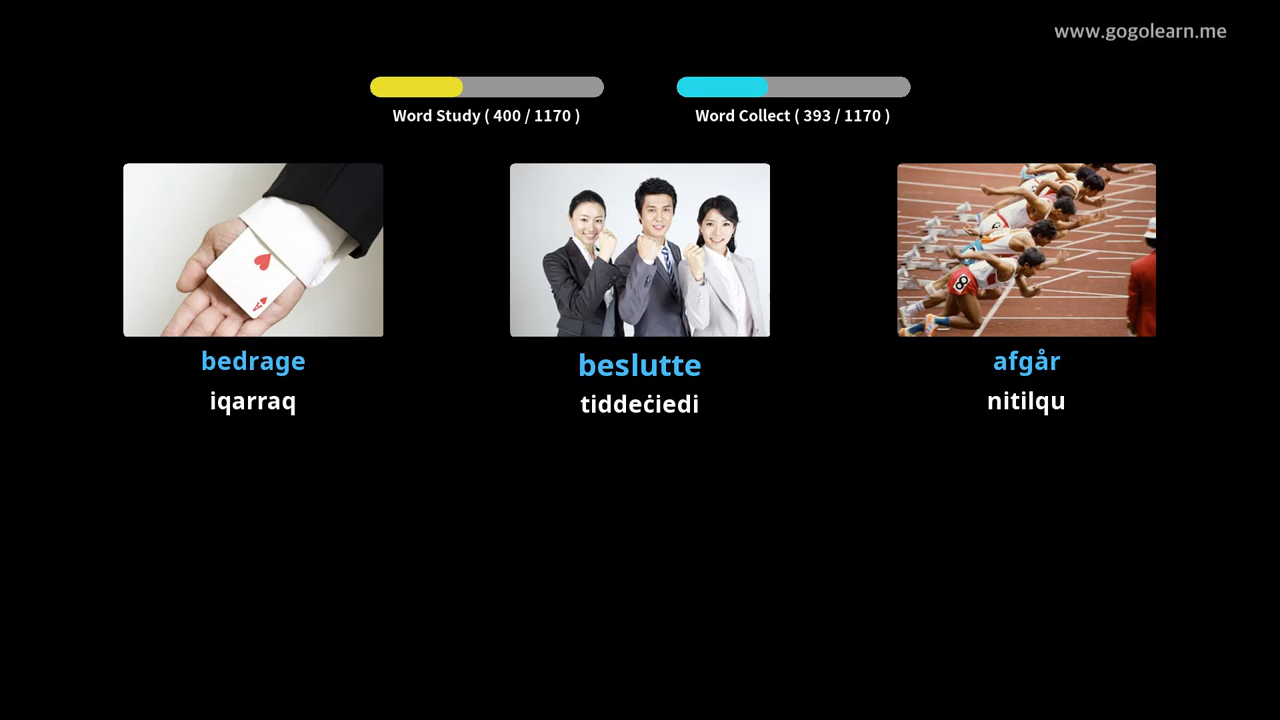 www.gogolearn.me
Word Study ( 400 / 1170 )
Word Collect ( 393 / 1170 )
bedrage
iqarraq
beslutte
tiddeċiedi
afgår
nitilqu